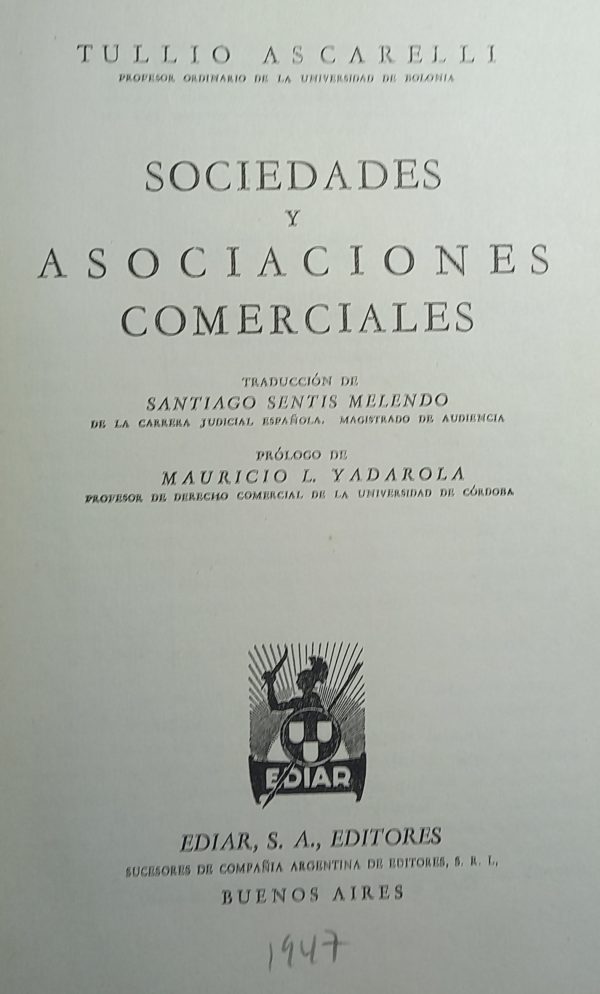 TULLIO ASCARELLI
PROFESOR ORDINARIO DE LA UNIVERSIDAD DE BOLONIA
SOCIEDADES
Y
ASOCIACIONES
COMERCIALES
TRADUCCIÓN DE
SANTIAGO SENTIS MELENDO
DE LA CARRERA JUDICIAL ESPAÑOLA. MAGISTRADO DE AUDIENCIA
PRÓLOGO DE
MAURICIO L. YADAROLA
PROFESOR DE DERECHO COMERCIAL DE LA UNIVERSIDAD DE CÓRDOBA
EDIAR
EDIAR, S. A., EDITORES
SUCESORES DE COMPAÑIA ARGENTINA DE EDITORES, S. R. L,
BUENOS AIRES
1947